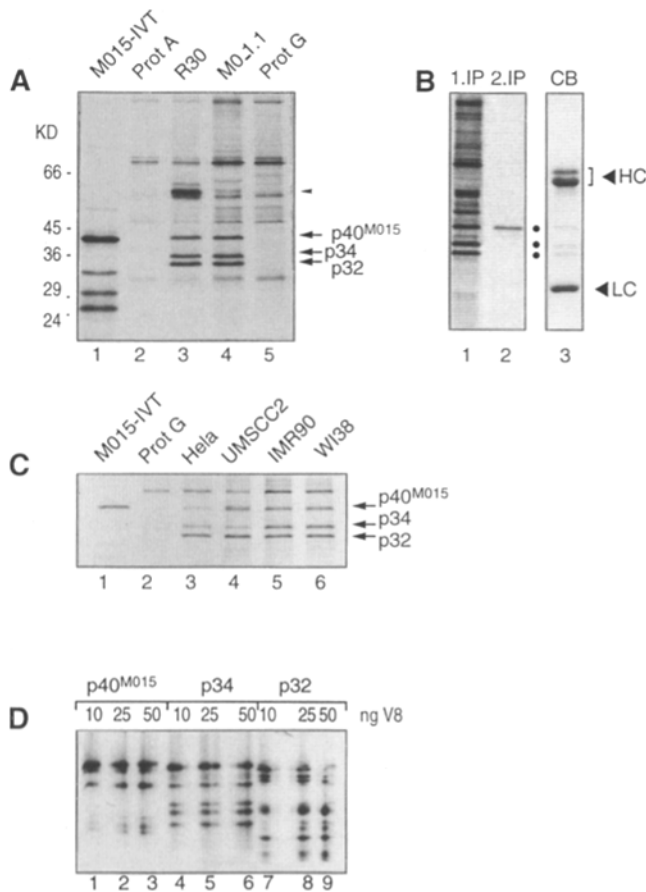 A
M015-IVT
Prot A
R30
M0_1.1
Prot G
KD
66 -
45 -
36 -
29 -
24 -
p40M015
p34
p32
1 2 3 4 5
B
1.IP 2.IP CB
HC
LC
1 2 3
C
M015-IVT
Prot G
Hela
UMSCC2
IMR90
WI38
p40M015
p34
p32
1 2 3 4 5 6
D
p40M015 p34 p32
10 25 50 10 25 50 10 25 50 ng V8
1 2 3 4 5 6 7 8 9